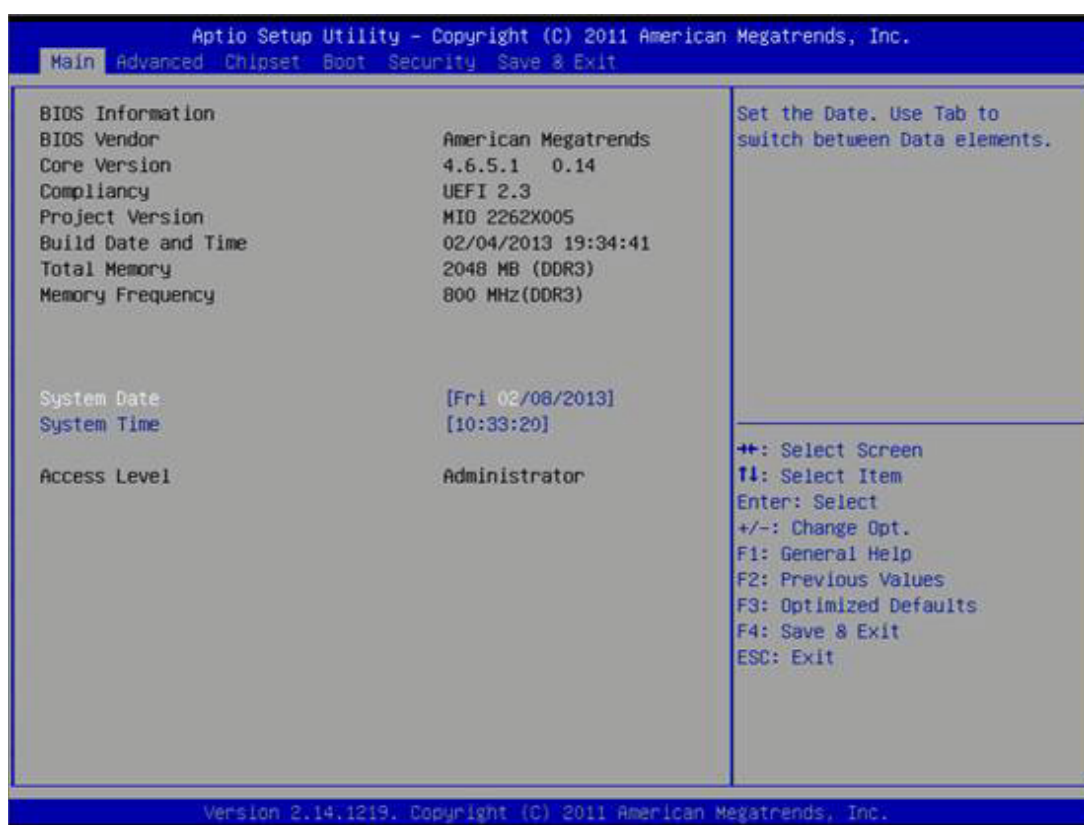 Aptio Setup Utility – Copyright (C) 2011 American Megatrends, Inc.
Main Advanced Chipset Boot Security Save & Exit
BIOS Information
BIOS Vendor American Megatrends
Core Version 4.6.5.1 0.14
Compliancy UEFI 2.3
Project Version MIO 2262X005
Build Date and Time 02/04/2013 19:34:41
Total Memory 2048 MB (DDR3)
Memory Frequency 800 MHz(DDR3)
System Date [Fri 02/08/2013]
System Time [10:33:20]
Access Level Administrator
Set the Date. Use Tab to
switch between Data elements.
→←: Select Screen
↑↓: Select Item
Enter: Select
+/-: Change Opt.
F1: General Help
F2: Previous Values
F3: Optimized Defaults
F4: Save & Exit
ESC: Exit
Version 2.14.1219. Copyright (C) 2011 American Megatrends, Inc.